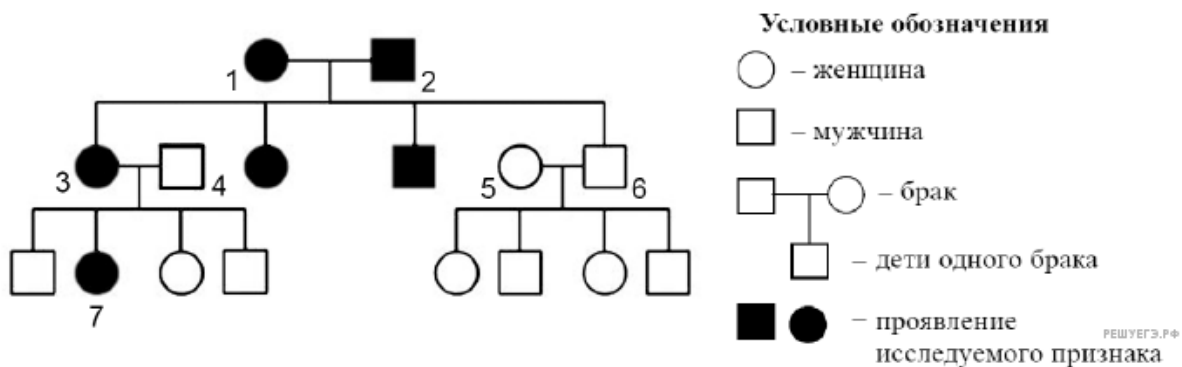 Условные обозначения
– женщина
– мужчина
– брак
– дети одного брака
– проявление
исследуемого признака
1
2
3
4
5
6
7
РЕШУЕГЭ.РФ